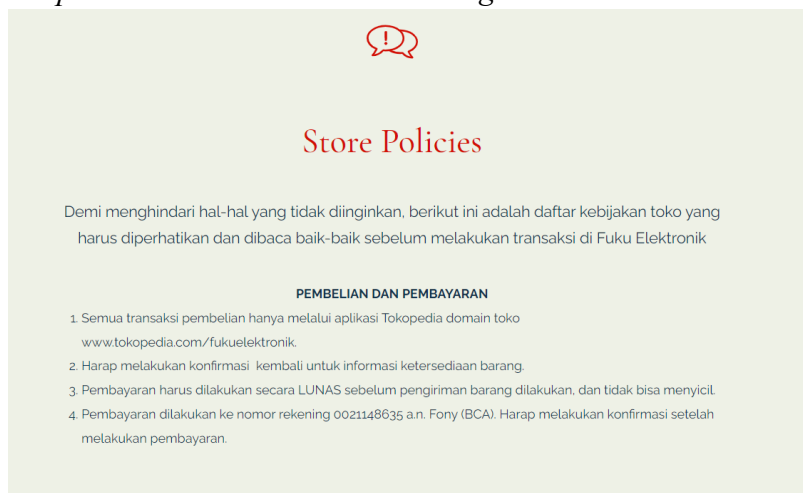 Store Policies
Demi menghindari hal-hal yang tidak diinginkan, berikut ini adalah daftar kebijakan toko yang
harus diperhatikan dan dibaca baik-baik sebelum melakukan transaksi di Fuku Elektronik
PEMBELIAN DAN PEMBAYARAN
1. Semua transaksi pembelian hanya melalui aplikasi Tokopedia domain toko
www.tokopedia.com/fukuelektronik.
2. Harap melakukan konfirmasi kembali untuk informasi ketersediaan barang.
3. Pembayaran harus dilakukan secara LUNAS sebelum pengiriman barang dilakukan, dan tidak bisa menyicil.
4. Pembayaran dilakukan ke nomor rekening 0021148635 a.n. Fony (BCA). Harap melakukan konfirmasi setelah
melakukan pembayaran.